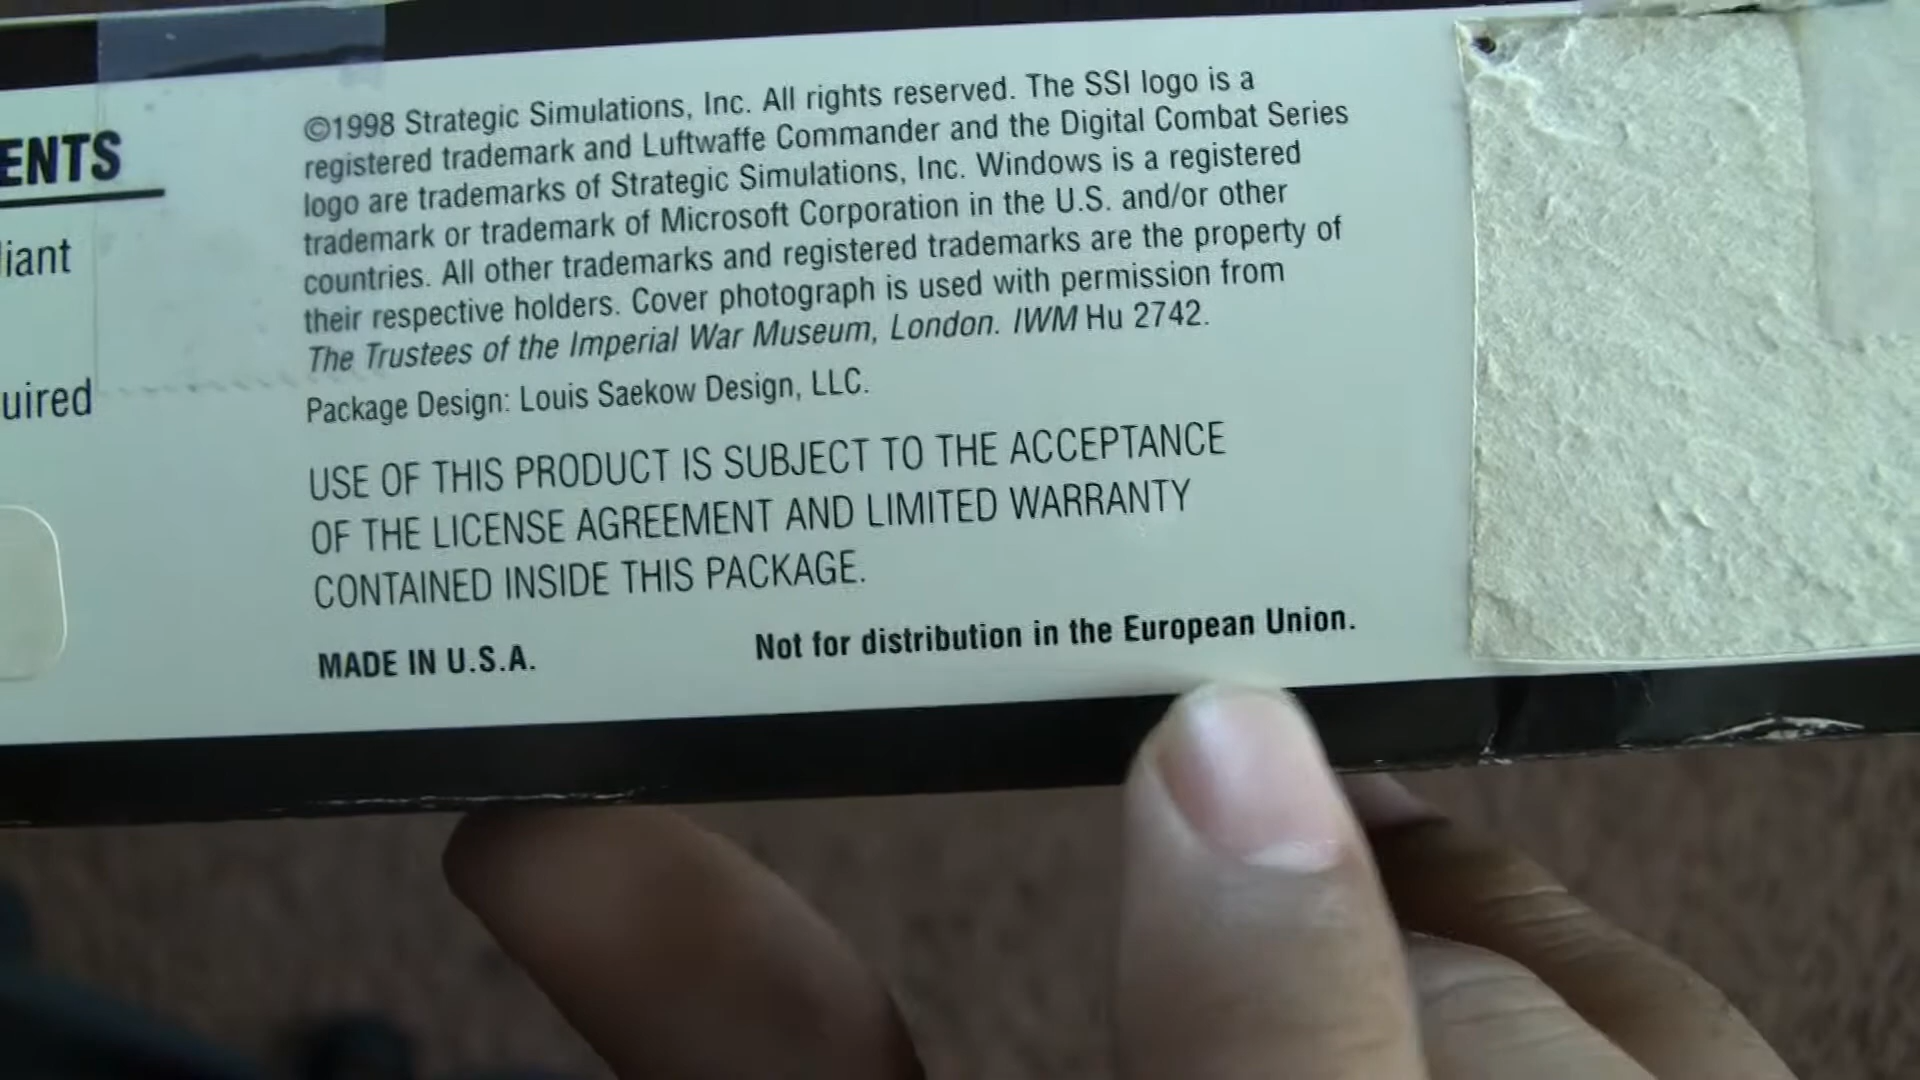 ENTS
liant
uired
©1998 Strategic Simulations, Inc. All rights reserved. The SSI logo is a
registered trademark and Luftwaffe Commander and the Digital Combat Series
logo are trademarks of Strategic Simulations, Inc. Windows is a registered
trademark or trademark of Microsoft Corporation in the U.S. and/or other
countries. All other trademarks and registered trademarks are the property of
their respective holders. Cover photograph is used with permission from
The Trustees of the Imperial War Museum, London. IWM Hu 2742.
Package Design: Louis Saekow Design, LLC.
USE OF THIS PRODUCT IS SUBJECT TO THE ACCEPTANCE
OF THE LICENSE AGREEMENT AND LIMITED WARRANTY
CONTAINED INSIDE THIS PACKAGE.
MADE IN U.S.A.
Not for distribution in the European Union.